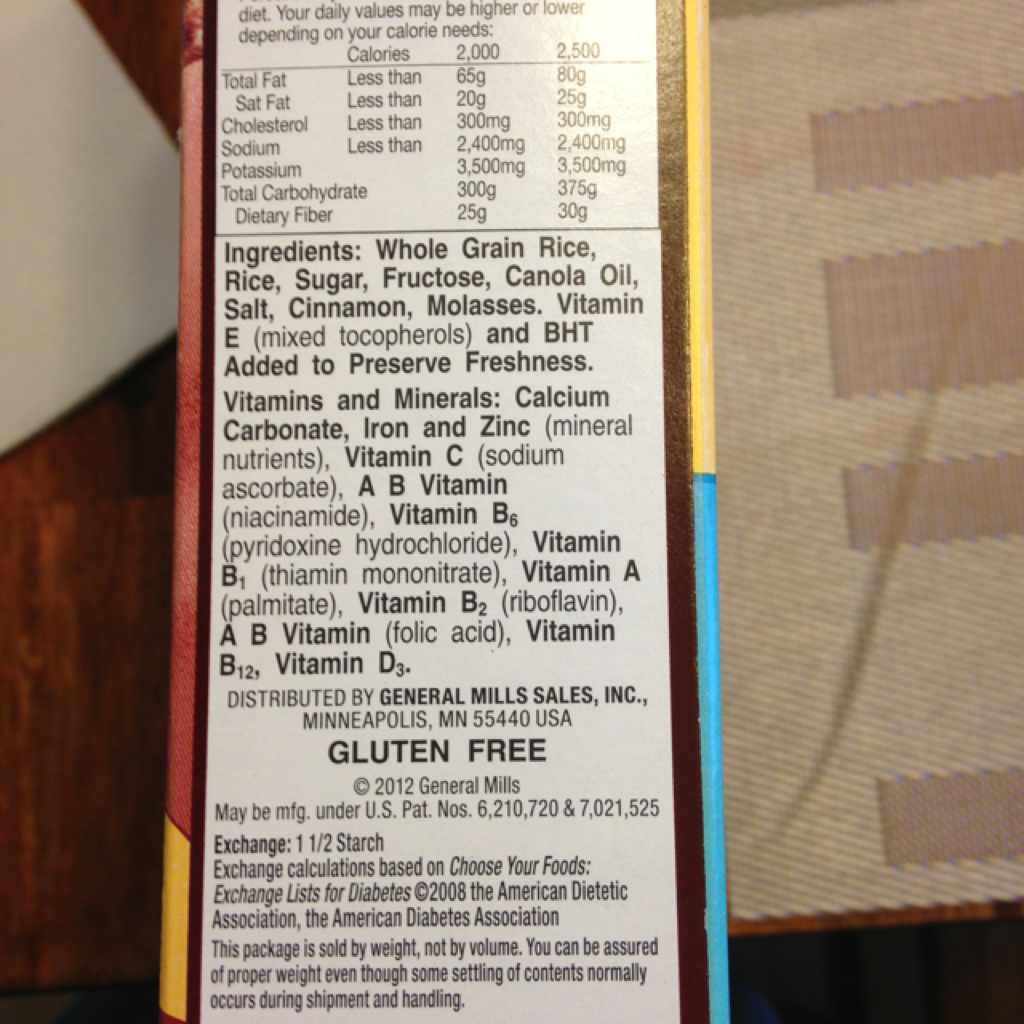 diet. Your daily values may be higher or lower
depending on your calorie needs:
Calories 2,000 2,500
Total Fat Less than 65g 80g
Sat Fat Less than 20g 25g
Cholesterol Less than 300mg 300mg
Sodium Less than 2,400mg 2,400mg
Potassium 3,500mg 3,500mg
Total Carbohydrate 300g 375g
Dietary Fiber 25g 30g
Ingredients: Whole Grain Rice,
Rice, Sugar, Fructose, Canola Oil,
Salt, Cinnamon, Molasses. Vitamin
E (mixed tocopherols) and BHT
Added to Preserve Freshness.
Vitamins and Minerals: Calcium
Carbonate, Iron and Zinc (mineral
nutrients), Vitamin C (sodium
ascorbate), A B Vitamin
(niacinamide), Vitamin B6
(pyridoxine hydrochloride), Vitamin
B1 (thiamin mononitrate), Vitamin A
(palmitate), Vitamin B2 (riboflavin),
A B Vitamin (folic acid), Vitamin
B12, Vitamin D3.
DISTRIBUTED BY GENERAL MILLS SALES, INC.,
MINNEAPOLIS, MN 55440 USA
GLUTEN FREE
© 2012 General Mills
May be mfg. under U.S. Pat. Nos. 6,210,720 & 7,021,525
Exchange: 1 1/2 Starch
Exchange calculations based on Choose Your Foods:
Exchange Lists for Diabetes ©2008 the American Dietetic
Association, the American Diabetes Association
This package is sold by weight, not by volume. You can be assured
of proper weight even though some settling of contents normally
occurs during shipment and handling.